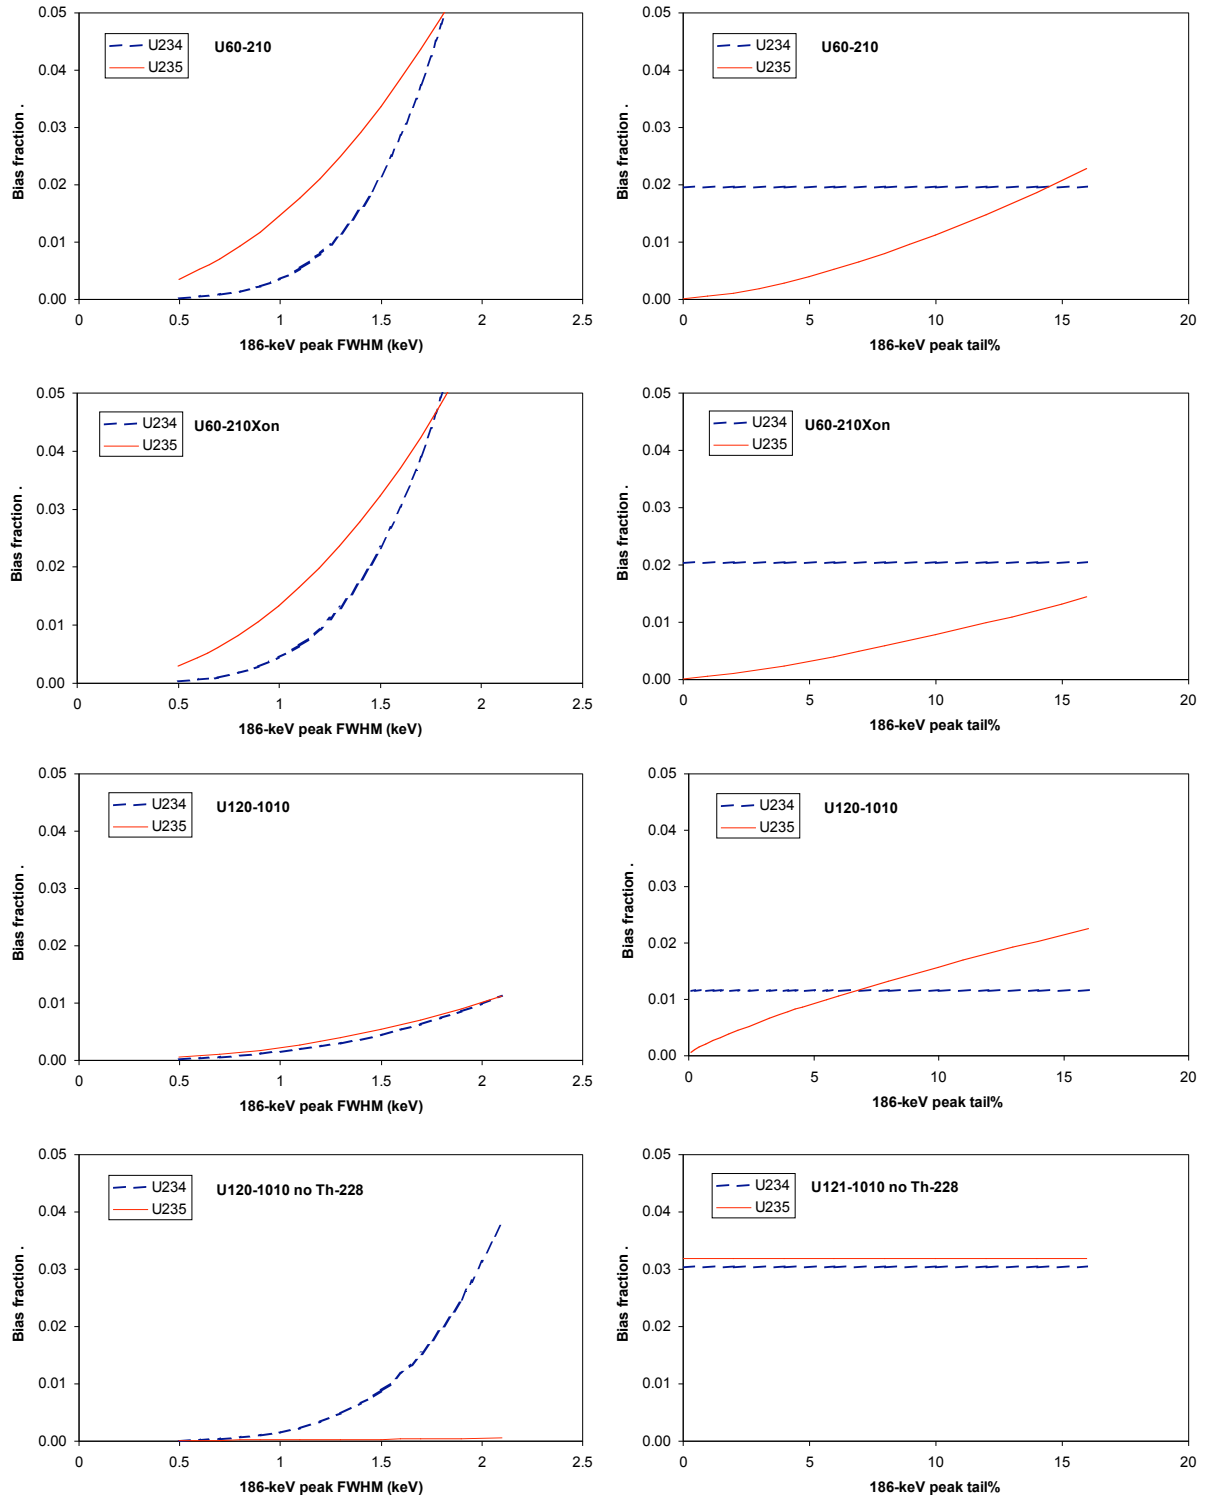 0.05
0.04
0.03
0.02
0.01
0.00
Bias fraction .
U234
U235
U60-210
0 0.5 1 1.5 2 2.5
186-keV peak FWHM (keV)
0.05
0.04
0.03
0.02
0.01
0.00
Bias fraction .
U234
U235
U60-210
0 5 10 15 20
186-keV peak tail%
0.05
0.04
0.03
0.02
0.01
0.00
Bias fraction .
U234
U235
U60-210Xon
0 0.5 1 1.5 2 2.5
186-keV peak FWHM (keV)
0.05
0.04
0.03
0.02
0.01
0.00
Bias fraction .
U234
U235
U60-210Xon
0 5 10 15 20
186-keV peak tail%
0.05
0.04
0.03
0.02
0.01
0.00
Bias fraction .
U234
U235
U120-1010
0 0.5 1 1.5 2 2.5
186-keV peak FWHM (keV)
0.05
0.04
0.03
0.02
0.01
0.00
Bias fraction .
U234
U235
U120-1010
0 5 10 15 20
186-keV peak tail%
0.05
0.04
0.03
0.02
0.01
0.00
Bias fraction .
U234
U235
U120-1010 no Th-228
0 0.5 1 1.5 2 2.5
186-keV peak FWHM (keV)
0.05
0.04
0.03
0.02
0.01
0.00
Bias fraction .
U234
U235
U121-1010 no Th-228
0 5 10 15 20
186-keV peak tail%